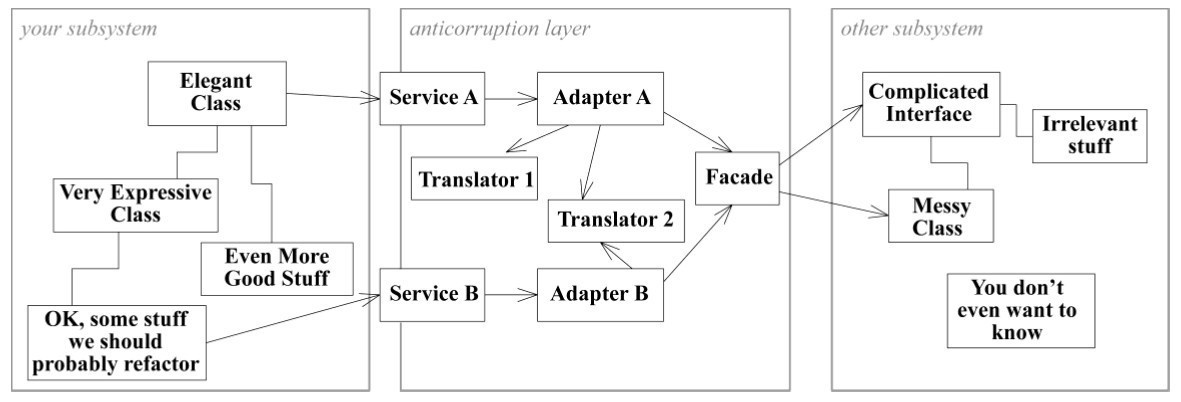 your subsystem
anticorruption layer
other subsystem
Elegant
Class
Very Expressive
Class
Even More
Good Stuff
OK, some stuff
we should
probably refactor
Service A
Adapter A
Translator 1
Translator 2
Facade
Service B
Adapter B
Complicated
Interface
Irrelevant
stuff
Messy
Class
You don’t
even want to
know